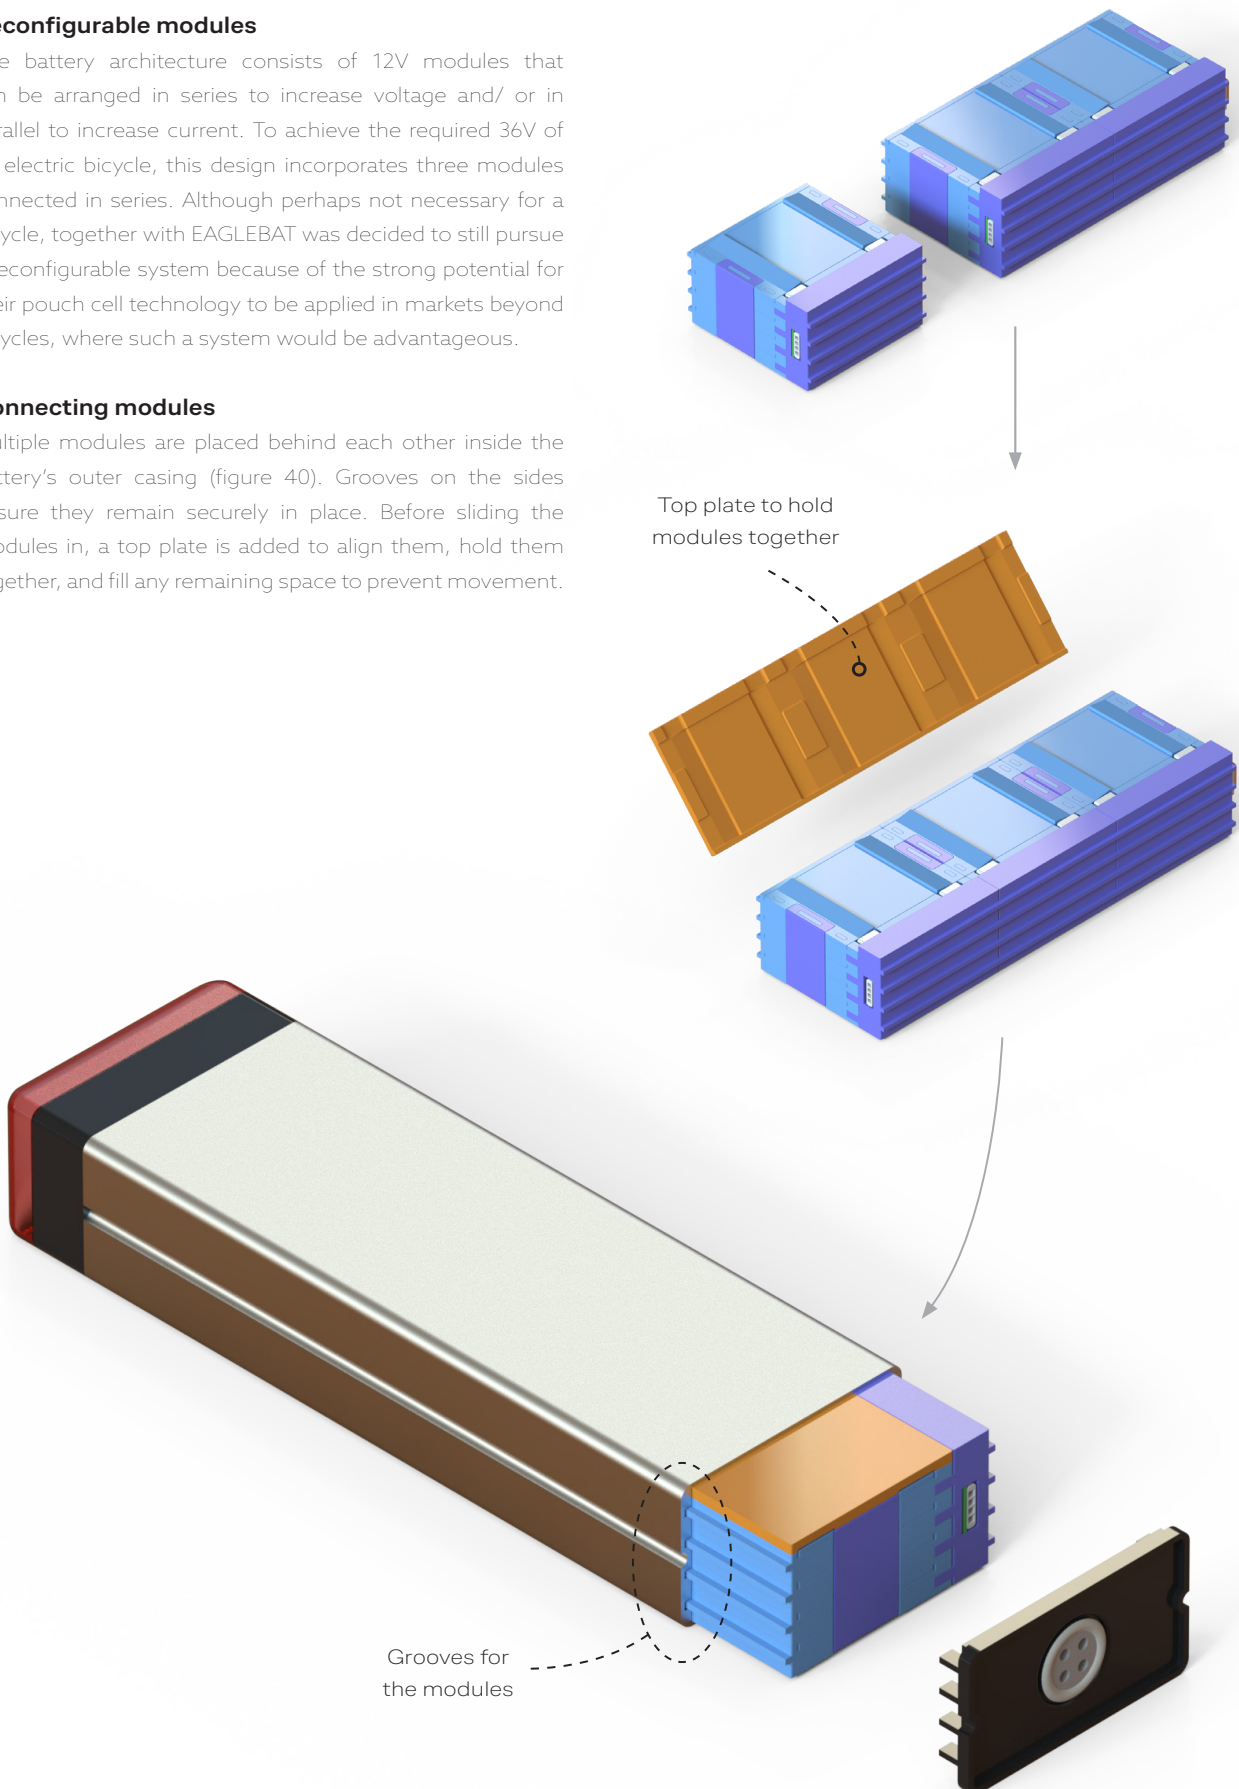 econfigurable modules
e battery architecture consists of 12V modules that
n be arranged in series to increase voltage and/ or in
rallel to increase current. To achieve the required 36V of
electric bicycle, this design incorporates three modules
nnected in series. Although perhaps not necessary for a
cycle, together with EAGLEBAT was decided to still pursue
reconfigurable system because of the strong potential for
eir pouch cell technology to be applied in markets beyond
cycles, where such a system would be advantageous.
onnecting modules
ultiple modules are placed behind each other inside the
ttery's outer casing (figure 40). Grooves on the sides
sure they remain securely in place. Before sliding the
odules in, a top plate is added to align them, hold them
gether, and fill any remaining space to prevent movement.
Top plate to hold
modules together
Grooves for
the modules